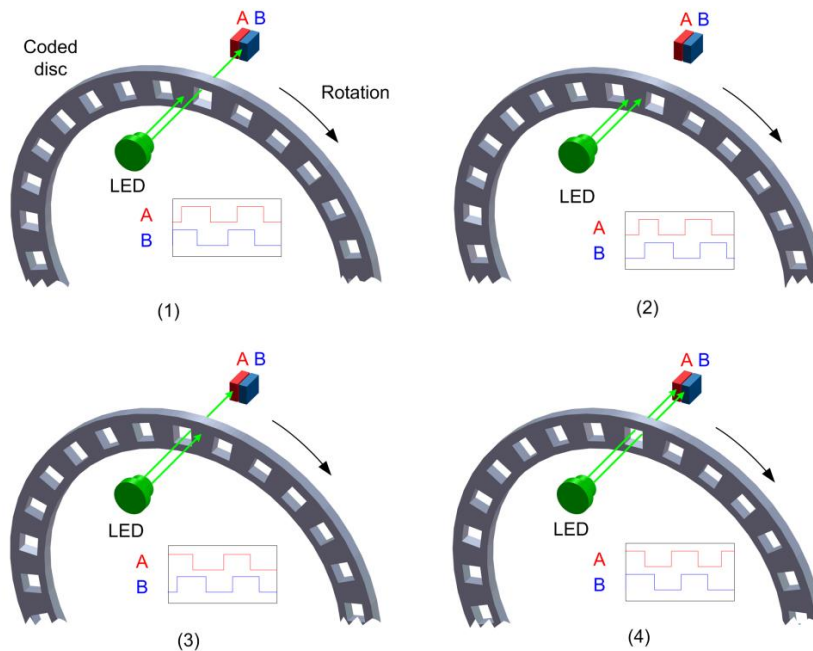 A B
Coded
disc
Rotation
LED
A
B
(1)
A B
LED
A
B
(2)
A B
LED
A
B
(3)
A B
LED
A
B
(4)